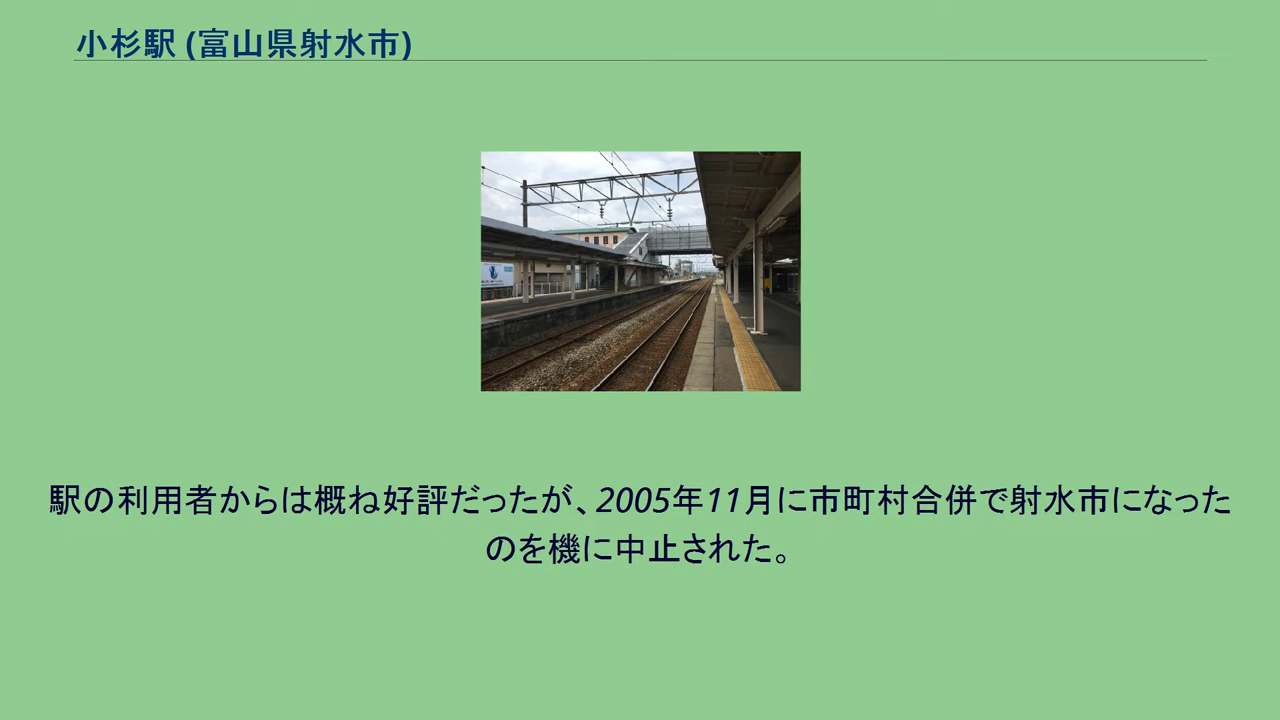 小杉駅 (富山県射水市)
駅の利用者からは概ね好評だったが、2005年11月に市町村合併で射水市になった
のを機に中止された。